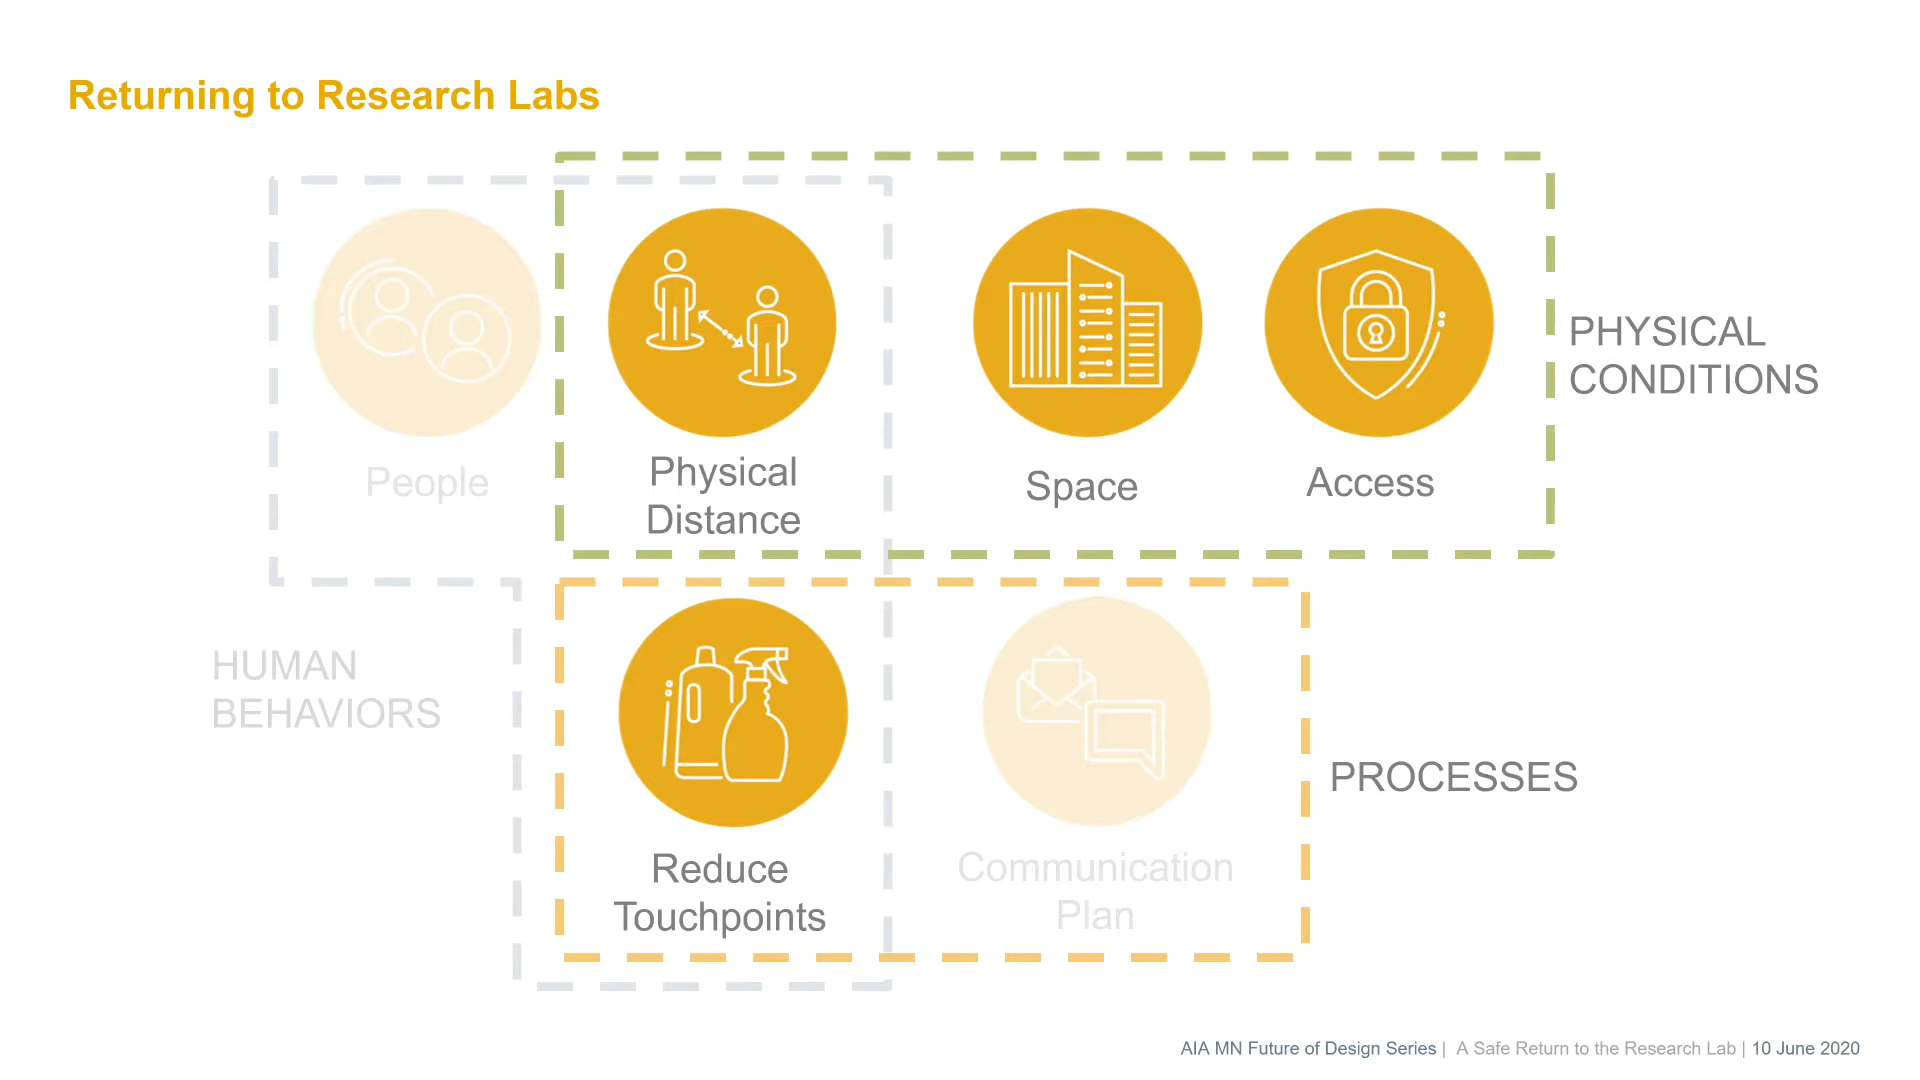 Returning to Research Labs
People
Physical
Distance
Space
Access
PHYSICAL
CONDITIONS
HUMAN
BEHAVIORS
Reduce
Touchpoints
Communication
Plan
PROCESSES
AIA MN Future of Design Series | A Safe Return to the Research Lab | 10 June 2020